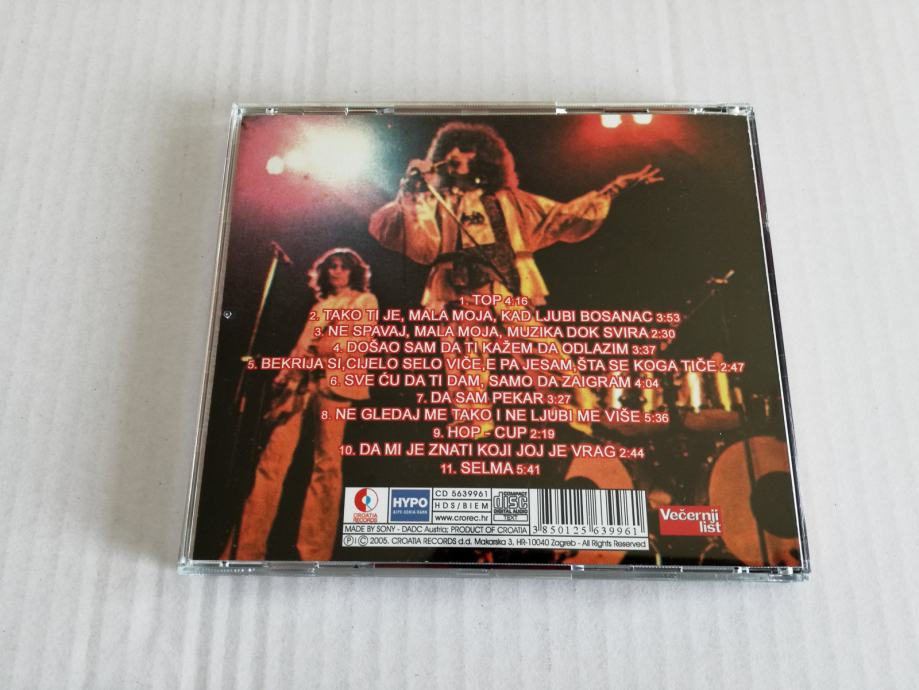 1. TOP 4:16
2. TAKO TI JE, MALA MOJA, KAD LJUBI BOSANAC 3:53
3. NE SPAVAJ, MALA MOJA, MUZIKA DOK SVIRA 2:30
4. DOŠAO SAM DA TI KAŽEM DA ODLAZIM 3:37
5. BEKRIJA SI,CIJELO SELO VIČE,E PA JESAM,ŠTA SE KOGA TIČE 2:47
6. SVE ĆU DA TI DAM, SAMO DA ZAIGRAM 4:04
7. DA SAM PEKAR 3:27
8. NE GLEDAJ ME TAKO I NE LJUBI ME VIŠE 5:36
9. HOP - CUP 2:19
10. DA MI JE ZNATI KOJI JOJ JE VRAG 2:44
11. SELMA 5:41
CROATIA RECORDS
HYPO
ALPE-ADRIA-BANK
CD 5639961
HDS/BIEM
www.crorec.hr
COMPACT
disc
DIGITAL AUDIO
TEXT
3 850125 639961
Večernji list
MADE BY SONY - DADC Austria; PRODUCT OF CROATIA
Ⓟ|Ⓒ| 2005. CROATIA RECORDS d.d. Makarska 3, HR-10040 Zagreb - All Rights Reserved